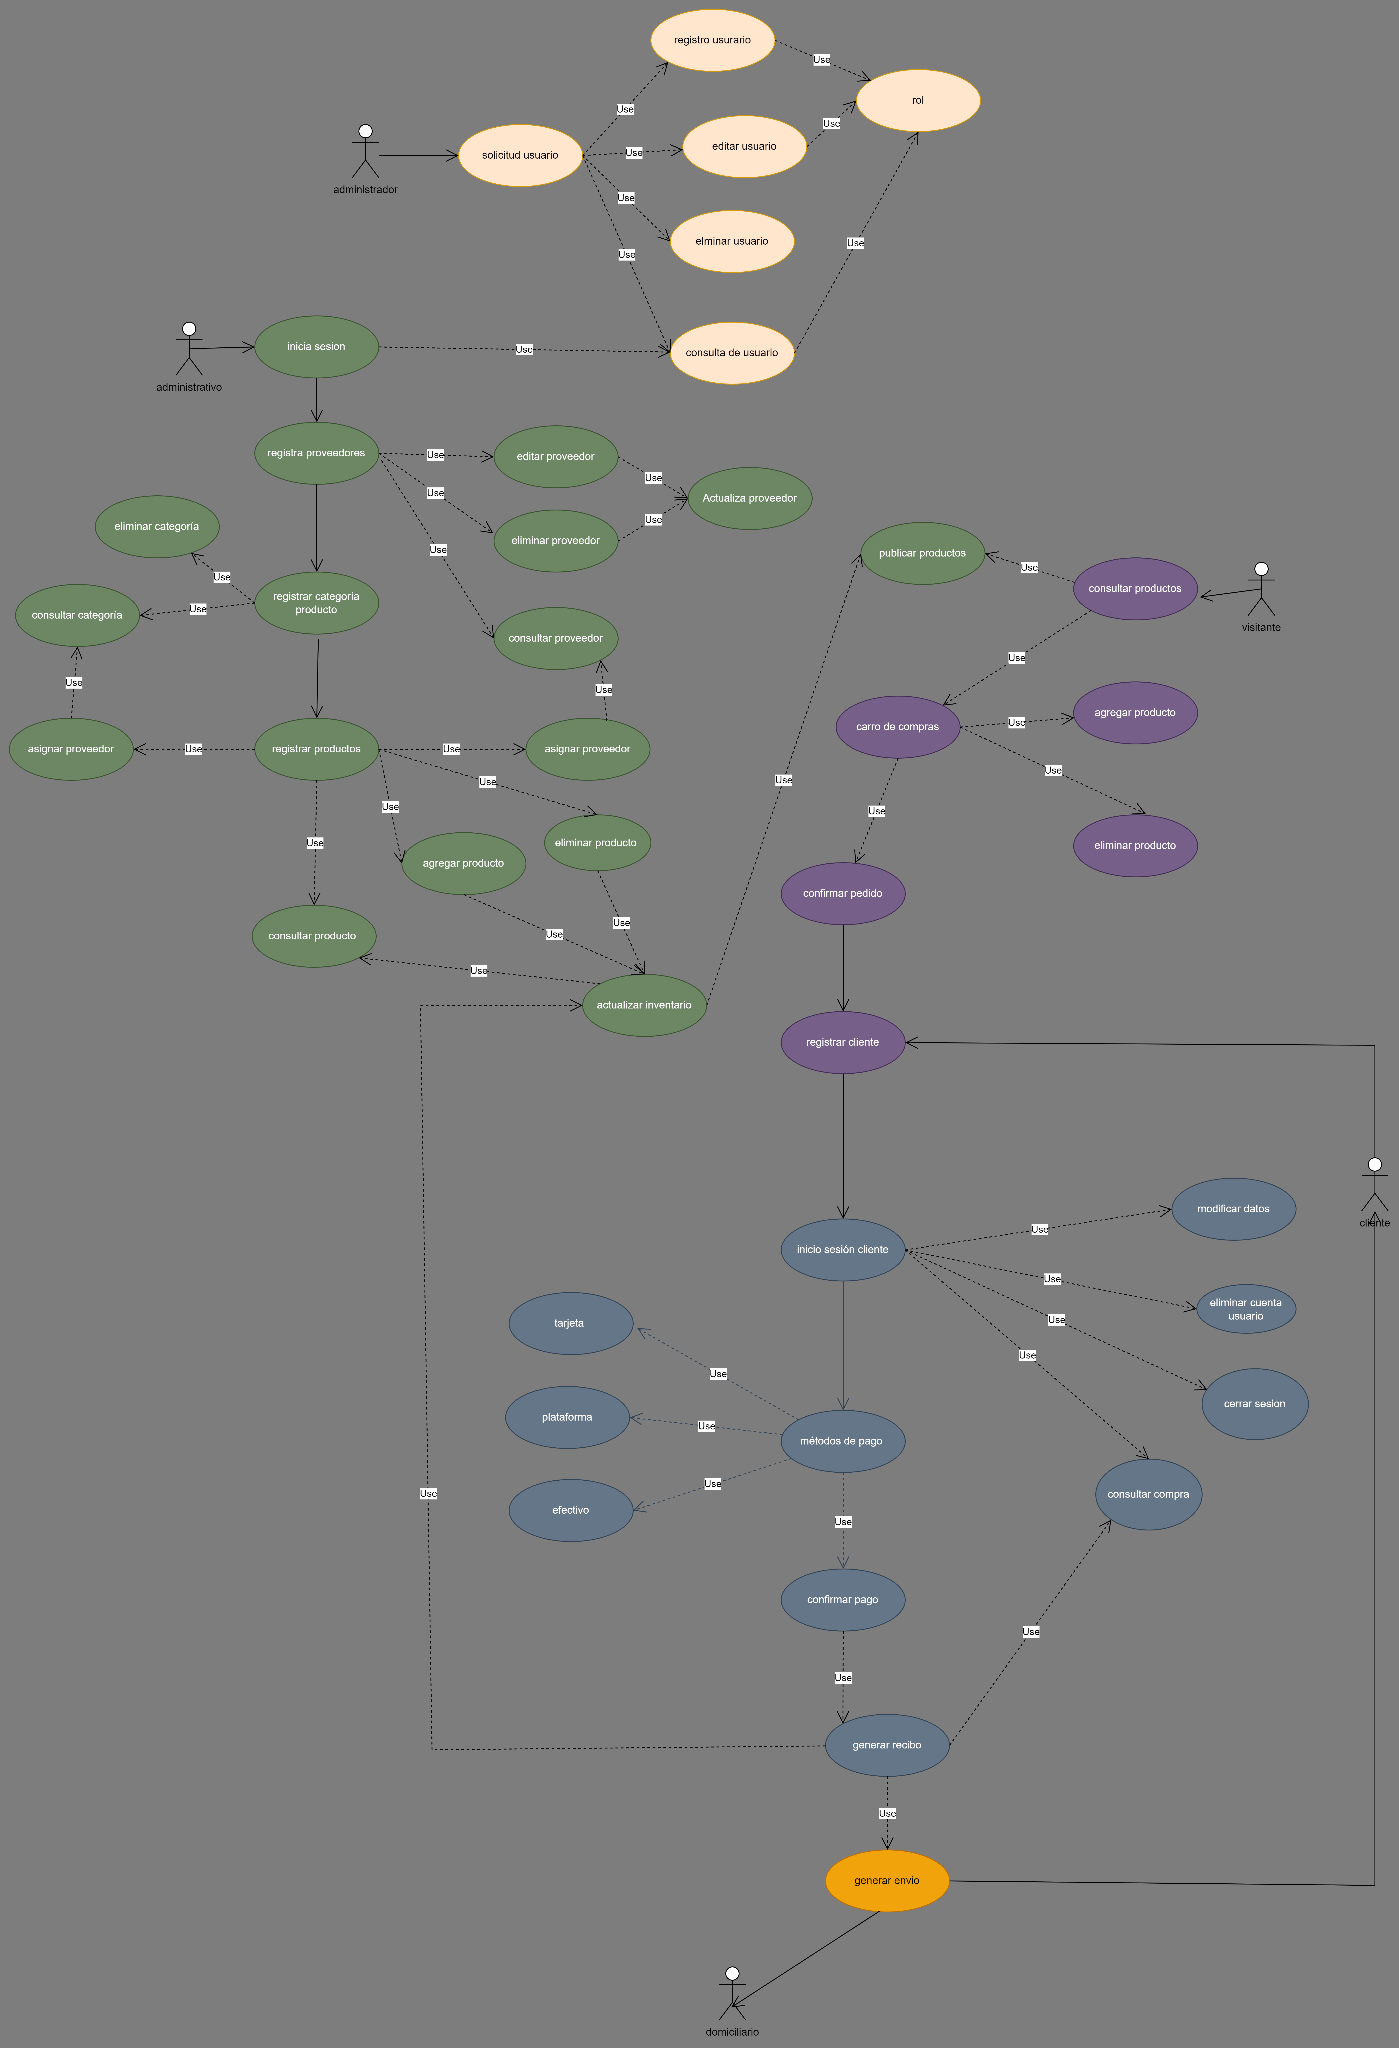 registro usurario
Use
rol
Use
Use
editar usuario
Use
solicitud usuario
administrador
Use
elminar usuario
Use
Use
inicia sesion
Use
consulta de usuario
administrativo
registra proveedores
Use
editar proveedor
Use
Actualiza proveedor
Use
Use
eliminar categoría
eliminar proveedor
Use
publicar productos
Use
Use
consultar productos
visitante
registrar categoría
producto
Use
consultar categoría
Use
consultar proveedor
Use
Use
Use
agregar producto
Use
carro de compras
asignar proveedor
Use
registrar productos
Use
asignar proveedor
Use
Use
Use
Use
Use
Use
eliminar producto
eliminar producto
agregar producto
confirmar pedido
Use
Use
consultar producto
Use
actualizar inventario
registrar cliente
modificar datos
cliente
Use
inicio sesión cliente
Use
eliminar cuenta
usuario
Use
tarjeta
Use
Use
cerrar sesion
plataforma
Use
métodos de pago
Use
Use
consultar compra
efectivo
Use
confirmar pago
Use
Use
generar recibo
Use
generar envio
domiciliario